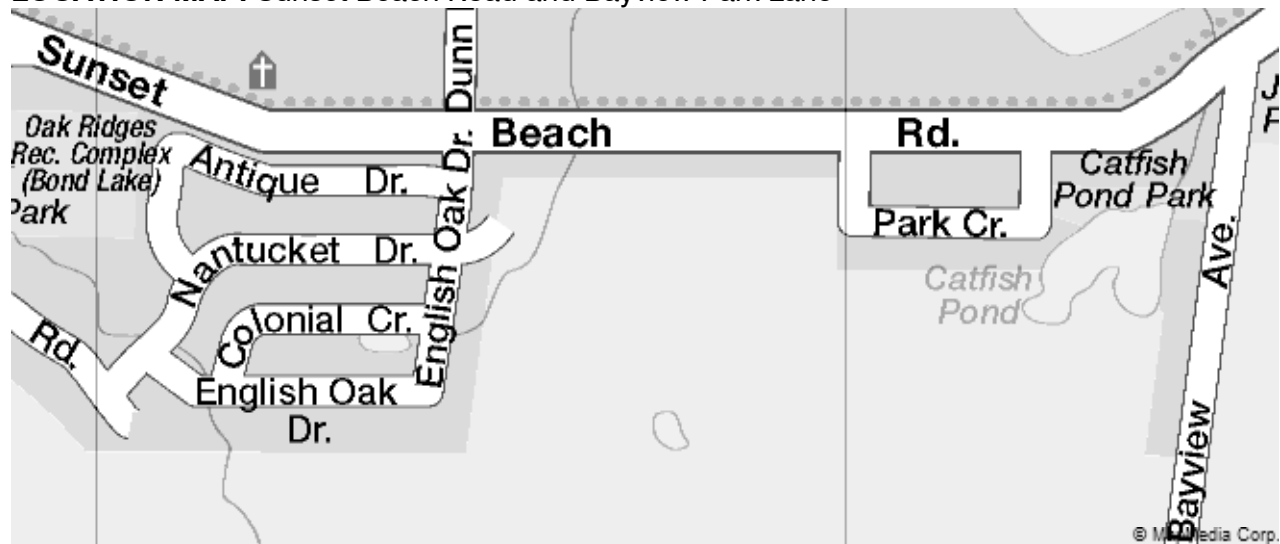 LOCATION MAP: Sunset Beach Road and Bayview Park Lane
Sunset
Dunn
Beach
Rd.
Oak Ridges
Rec. Complex
(Bond Lake)
Park
Antique Dr.
Catfish
Pond Park
Park Cr.
Nantucket Dr.
English Oak Dr.
Catfish
Pond
Ave.
Colonial Cr.
Rd.
English Oak
Dr.
Bayview